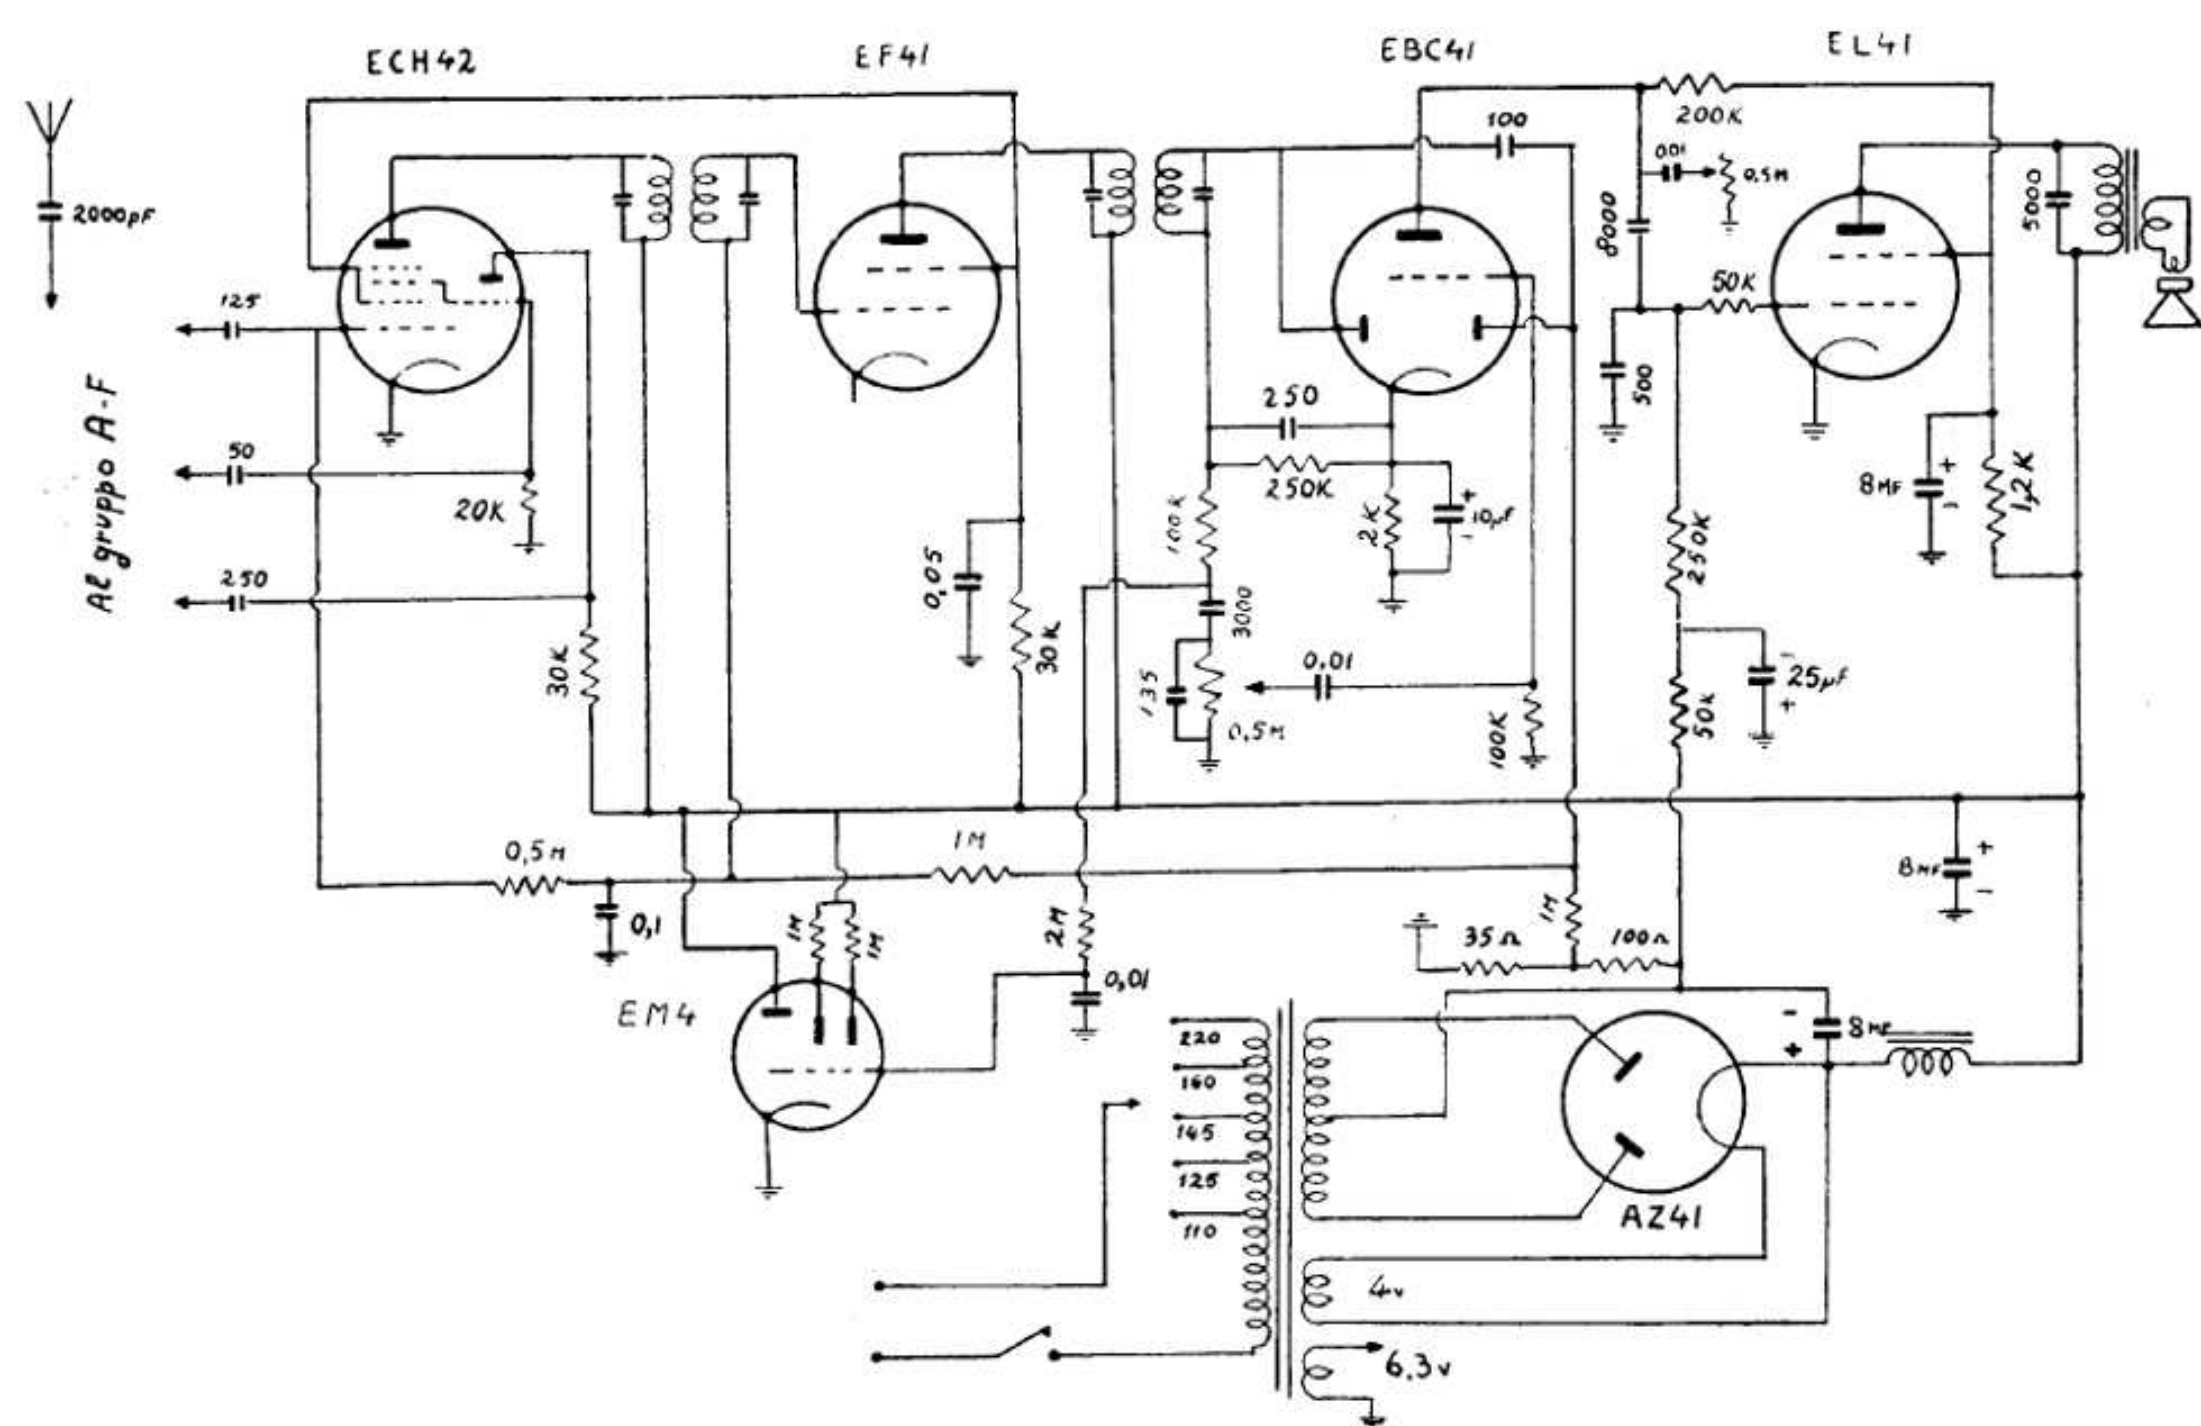 ECH42
EF41
EBC41
EL41
2000pF
125
50
250
Al gruppo A-F
20K
30K
0,05
30K
100
200K
001
0,5M
8000
50K
500
5000
250
250K
100K
2K
+
10µF
-
3000
135
0,5M
0.01
100K
250K
50K
-
25µF
+
8MF
+
-
1,2K
8MF
+
-
0,5M
1M
0,1
1M
1M
2M
0,01
EM4
1M
35Ω
100Ω
-
8MF
+
220
160
145
125
110
AZ41
4v
6.3v